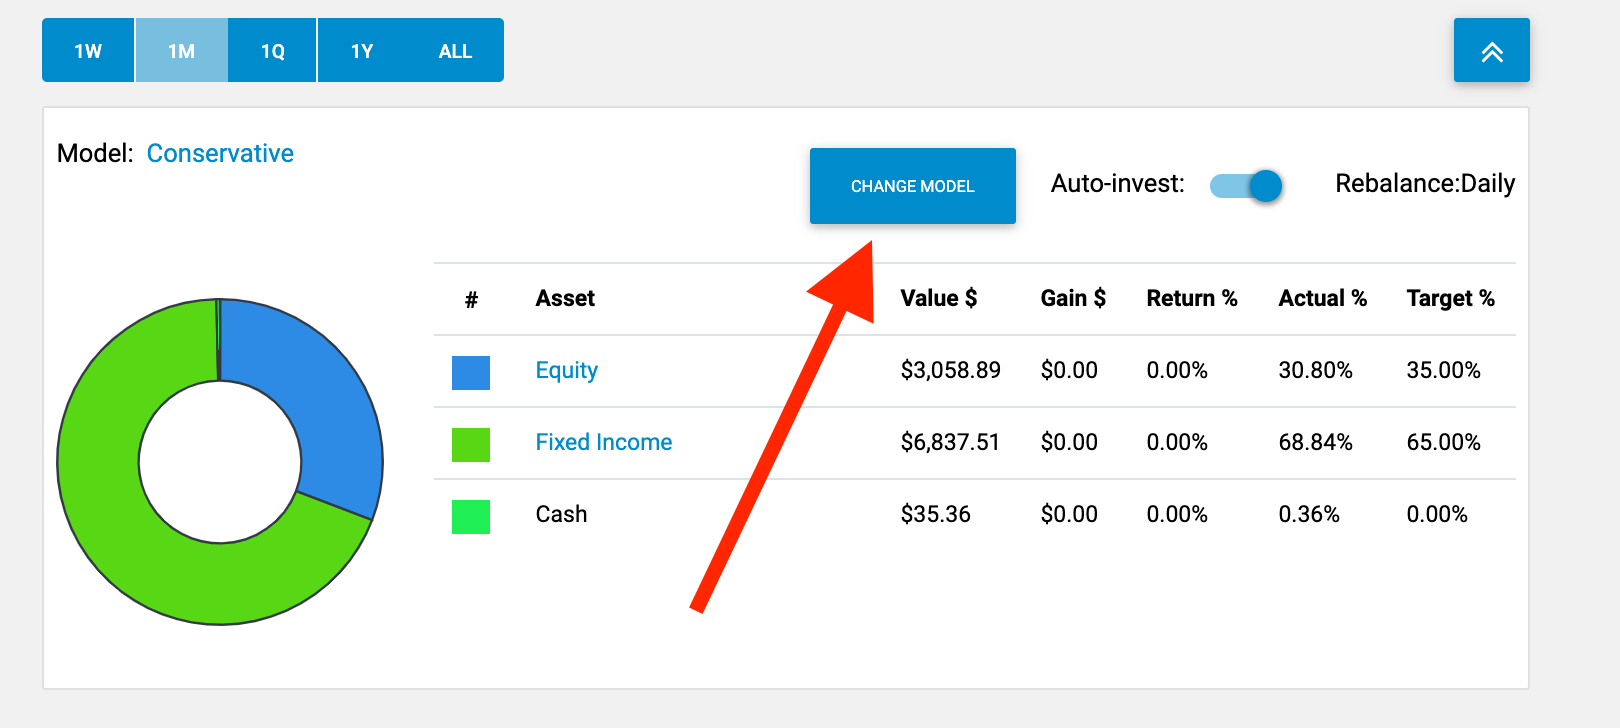 1W 1M 1Q 1Y ALL
Model: Conservative
CHANGE MODEL Auto-invest: Rebalance:Daily
# Asset Value $ Gain $ Return % Actual % Target %
Equity $3,058.89 $0.00 0.00% 30.80% 35.00%
Fixed Income $6,837.51 $0.00 0.00% 68.84% 65.00%
Cash $35.36 $0.00 0.00% 0.36% 0.00%